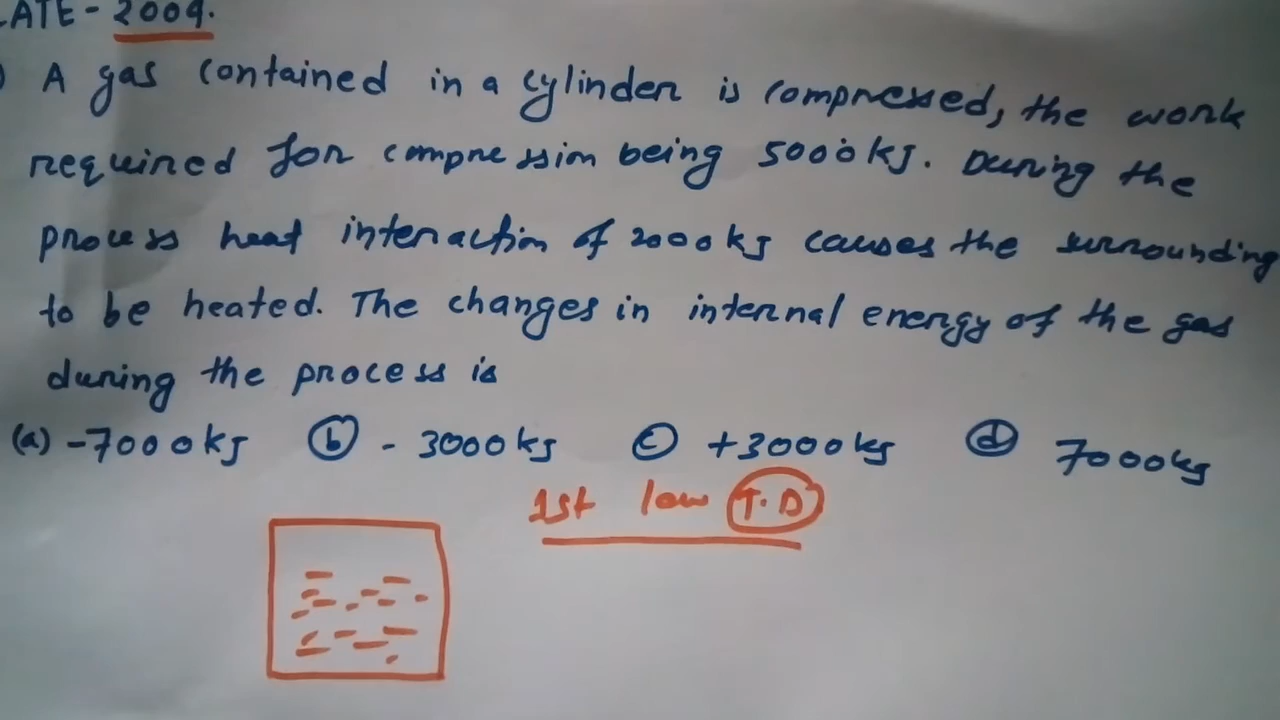 ATE - 2009.
) A gas contained in a cylinder is compressed, the work
required for compression being 5000kJ. During the
process heat interaction of 2000kJ causes the surrounding
to be heated. The changes in internal energy of the gas
during the process is
(a) -7000kJ (b) - 3000kJ (c) +3000kJ (d) 7000kJ
1st low T.D